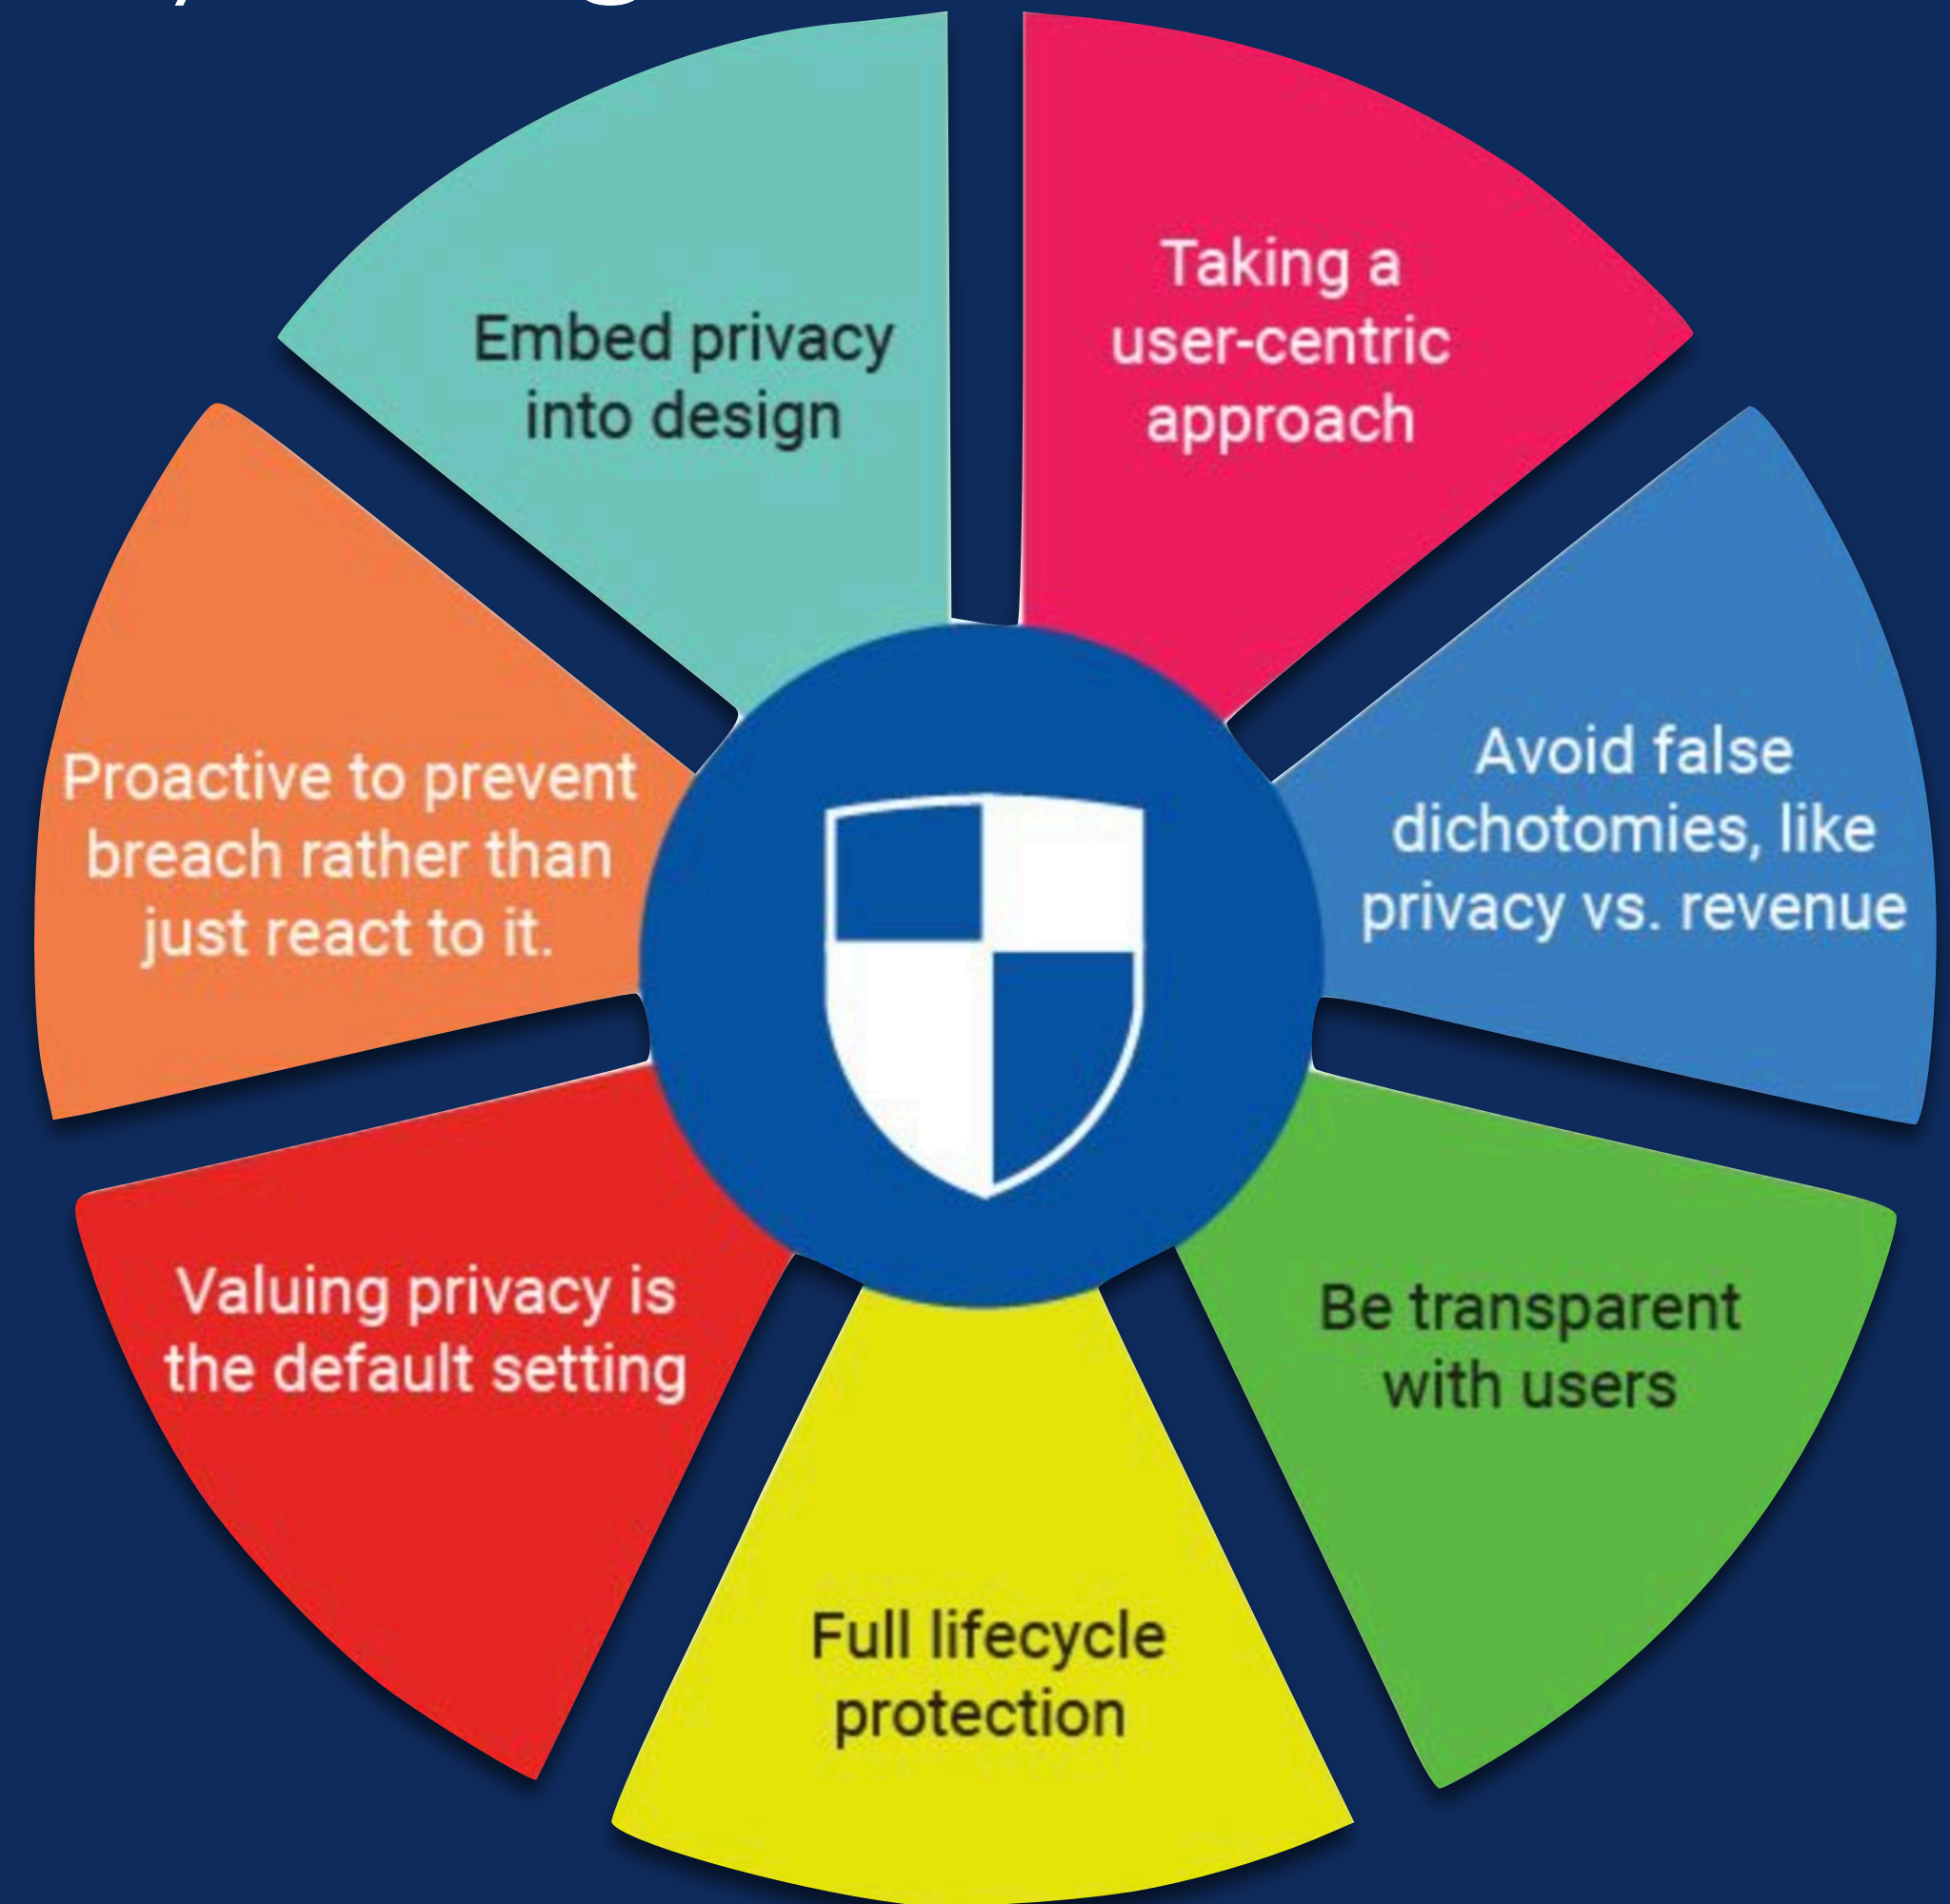 Embed privacy
into design
Taking a
user-centric
approach
Avoid false
dichotomies, like
privacy vs. revenue
Be transparent
with users
Full lifecycle
protection
Valuing privacy is
the default setting
Proactive to prevent
breach rather than
just react to it.